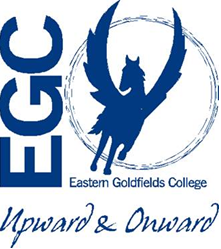 EGC
Eastern Goldfields College
Upward & Onward